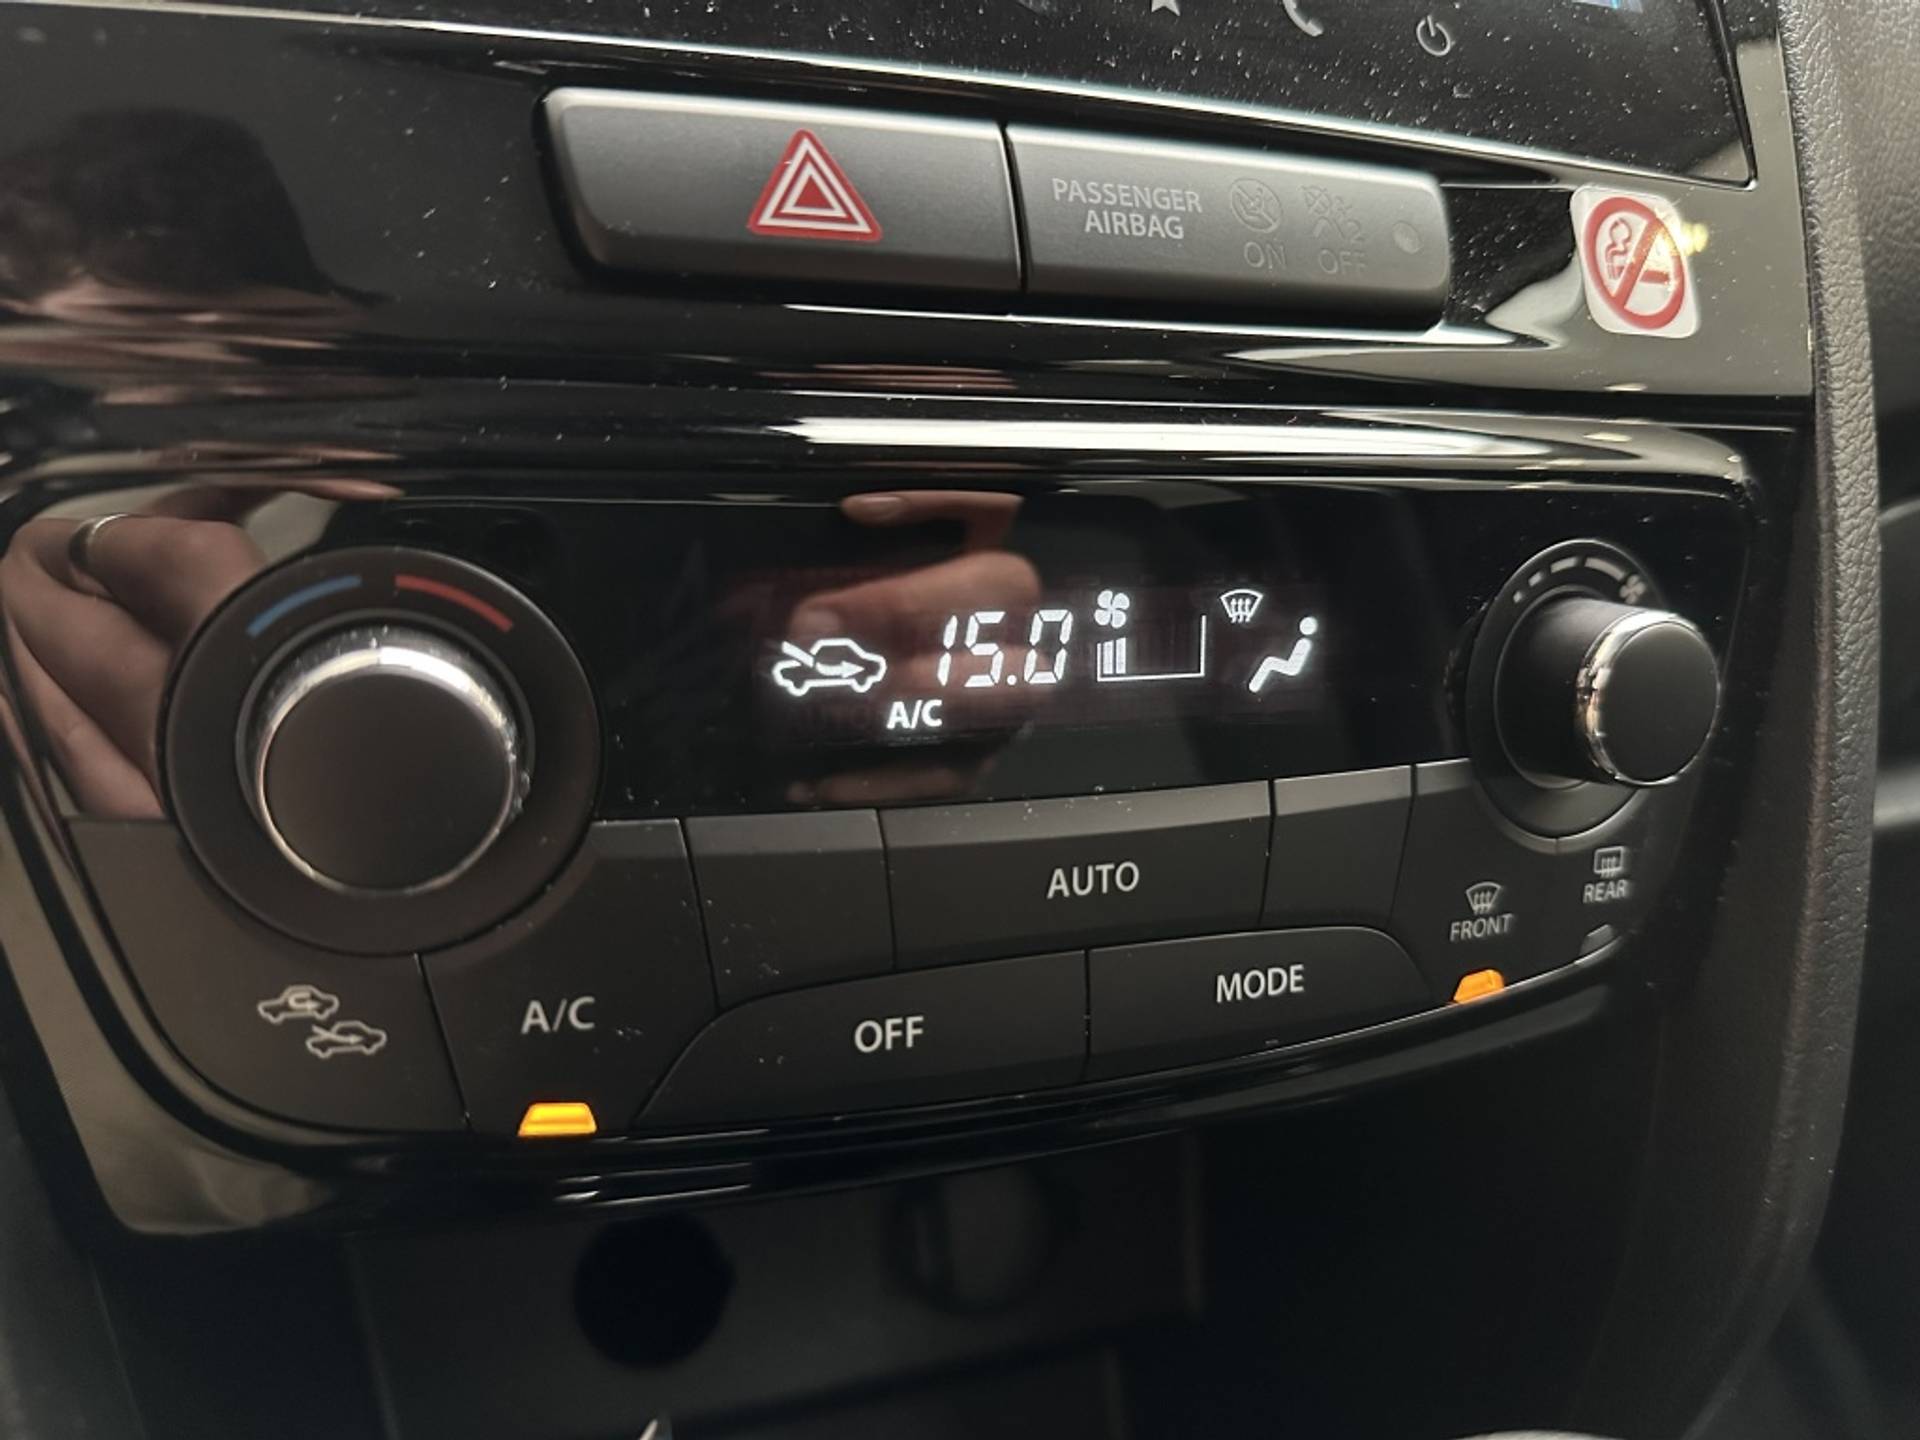 PASSENGER
AIRBAG
ON
OFF
15.0
A/C
AUTO
FRONT
REAR
A/C
OFF
MODE